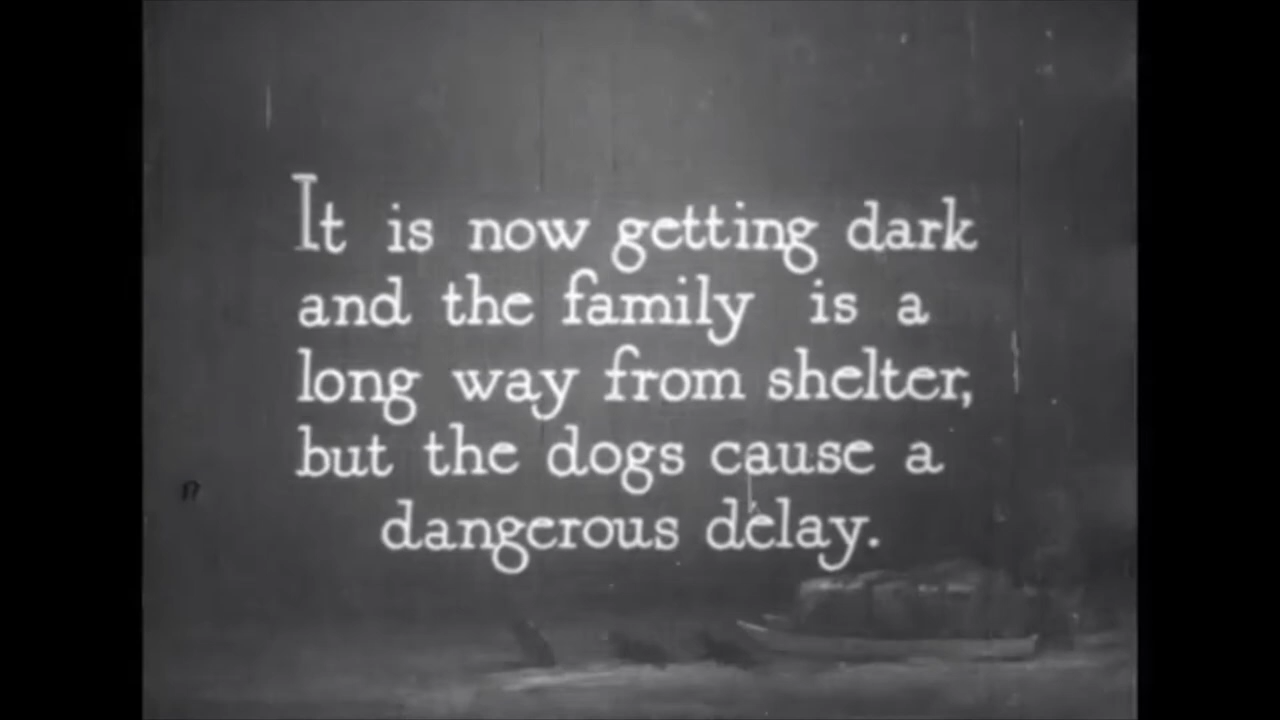 It is now getting dark
and the family is a
long way from shelter,
but the dogs cause a
dangerous delay.